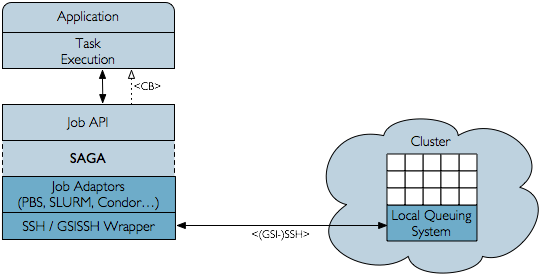 Application
Task
Execution
<CB>
Job API
SAGA
Job Adaptors
(PBS, SLURM, Condor...)
SSH / GSISSH Wrapper
<(GSI-)SSH>
Cluster
Local Queuing
System